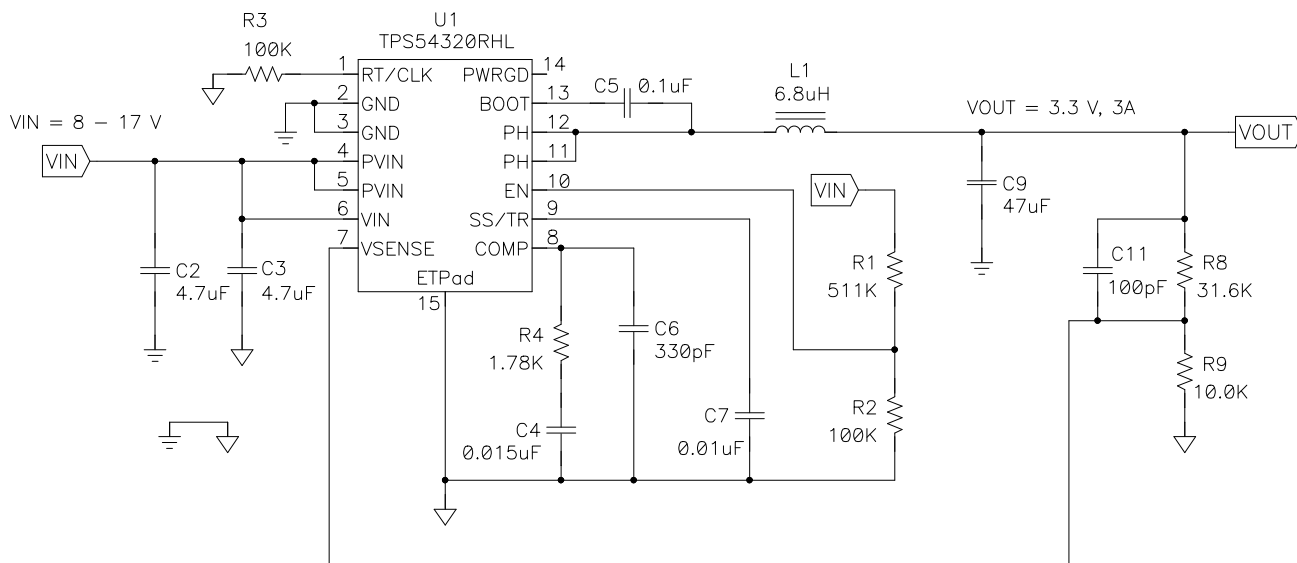 R3
100K
U1
TPS54320RHL
1 RT/CLK PWRGD 14
2 GND BOOT 13
3 GND PH 12
4 PVIN PH 11
5 PVIN EN 10
6 VIN SS/TR 9
7 VSENSE COMP 8
ETPad
15
VIN = 8 – 17 V
VIN
C2
4.7uF
C3
4.7uF
C5 0.1uF
L1
6.8uH
VOUT = 3.3 V, 3A
VOUT
VIN
C9
47uF
R1
511K
C11
100pF
R8
31.6K
R4
1.78K
C6
330pF
R9
10.0K
C4
0.015uF
C7
0.01uF
R2
100K